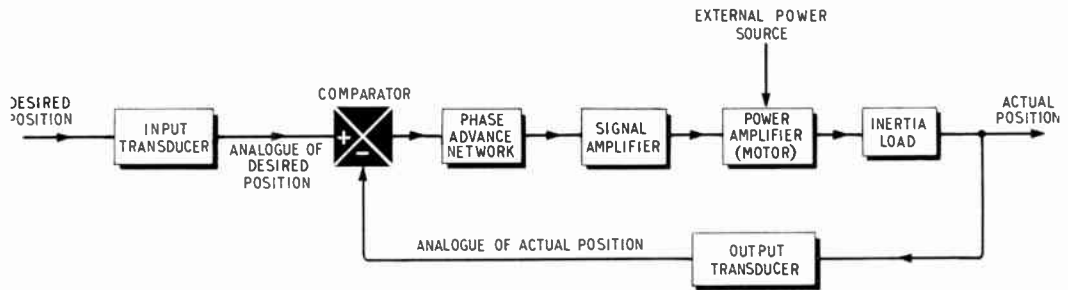 EXTERNAL POWER
SOURCE
DESIRED
POSITION
INPUT
TRANSDUCER
ANALOGUE OF
DESIRED
POSITION
COMPARATOR
+
-
PHASE
ADVANCE
NETWORK
SIGNAL
AMPLIFIER
POWER
AMPLIFIER
(MOTOR)
INERTIA
LOAD
ACTUAL
POSITION
ANALOGUE OF ACTUAL POSITION
OUTPUT
TRANSDUCER